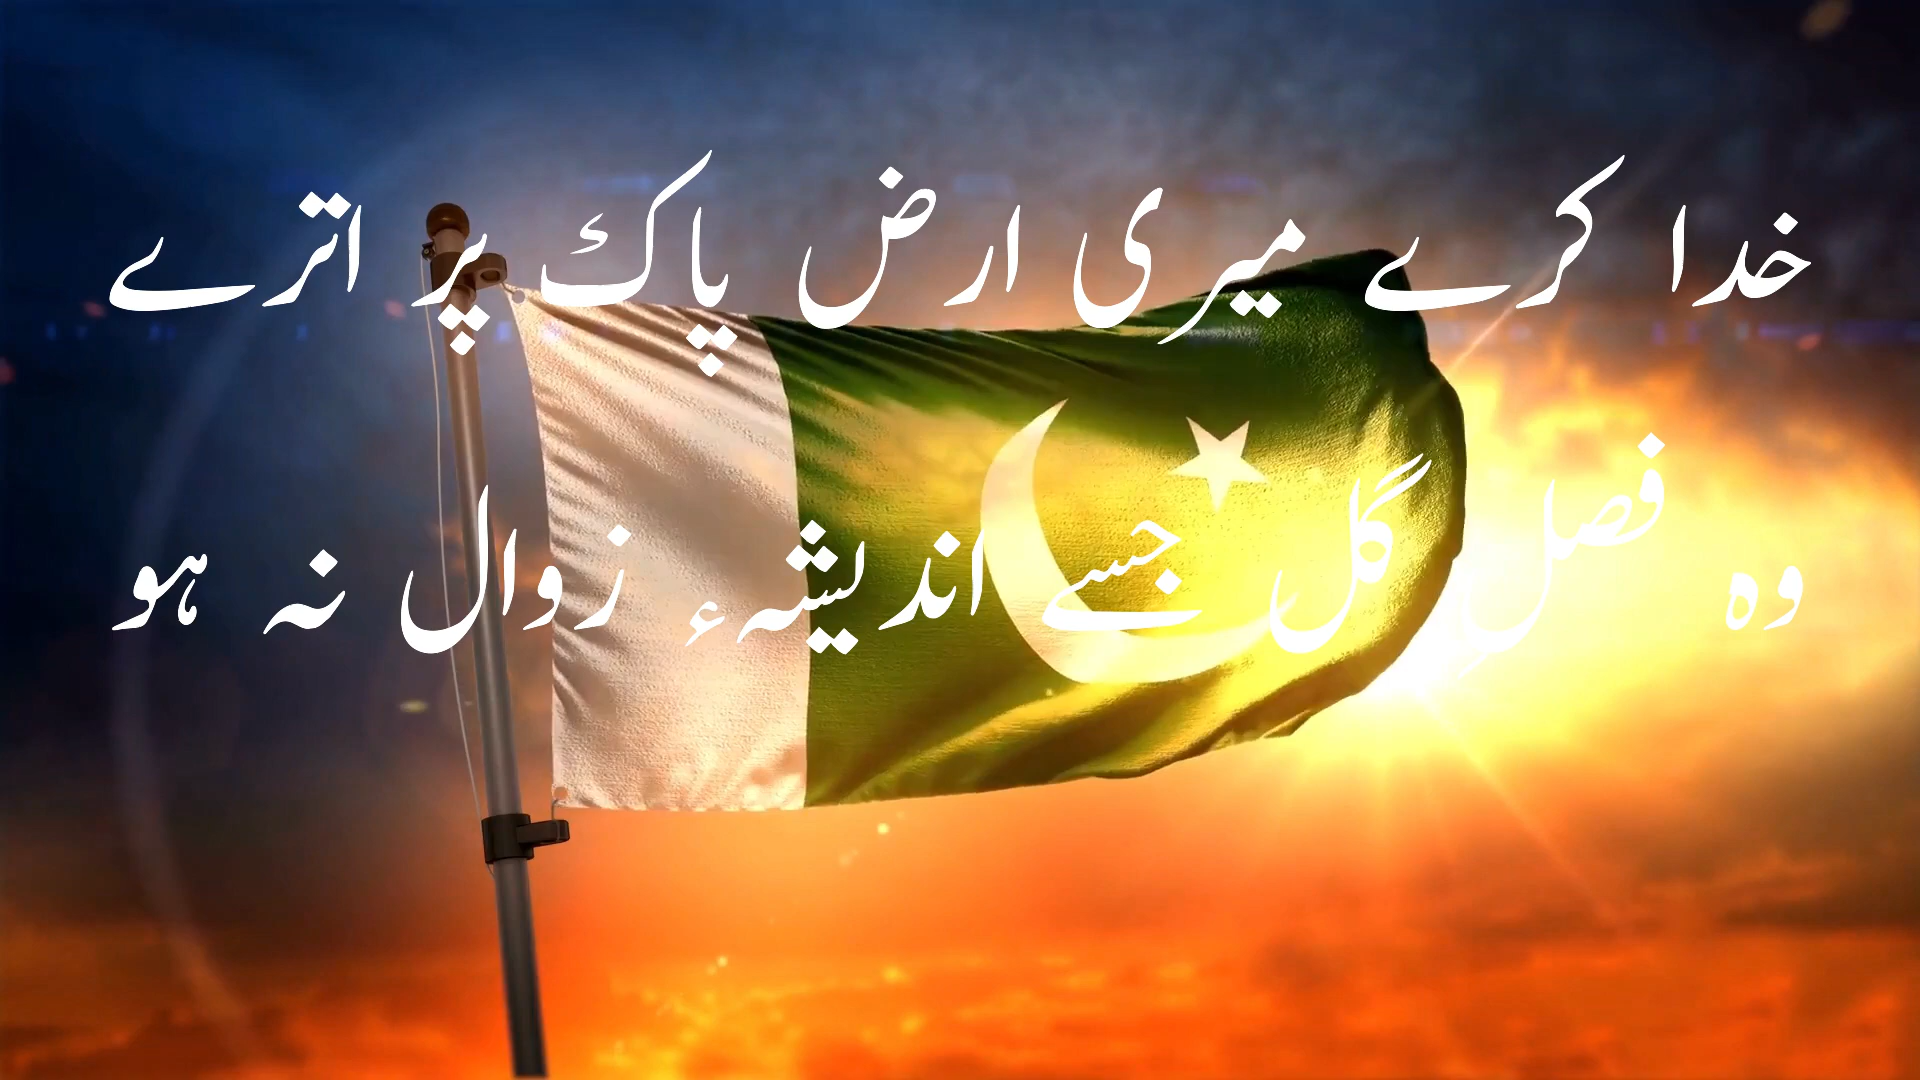 خدا کرے میری ارض پاک پر اترے
وہ فصلِ گل جسے اندیشہء زوال نہ ہو